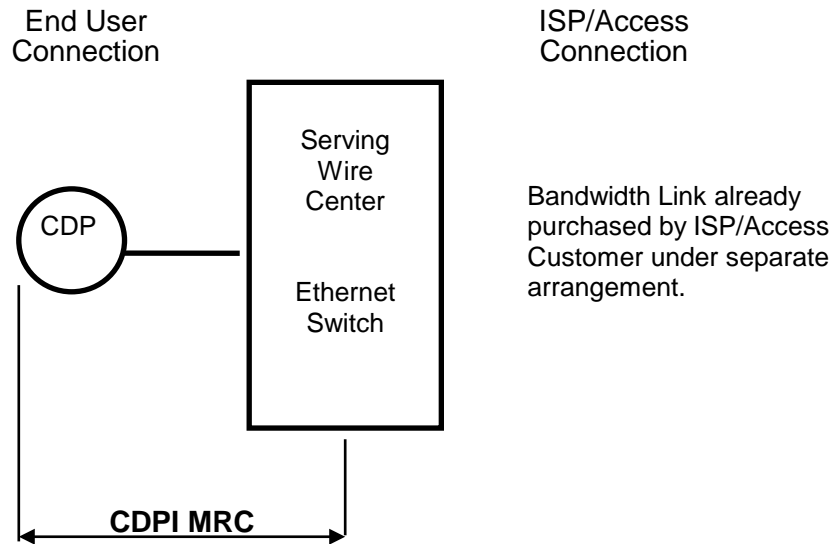 End User
Connection
ISP/Access
Connection
Serving
Wire
Center
CDP
Ethernet
Switch
Bandwidth Link already
purchased by ISP/Access
Customer under separate
arrangement.
CDPI MRC